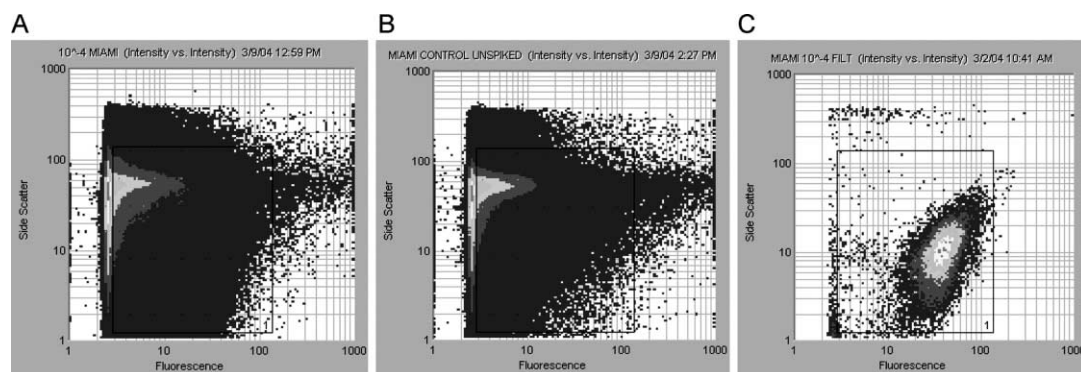 A
10^-4 MIAMI (Intensity vs. Intensity) 3/9/04 12:59 PM
1000
100
10
1
Side Scatter
1
10
100
1000
Fluorescence
B
MIAMI CONTROL UNSPIKED (Intensity vs. Intensity) 3/9/04 2:27 PM
1000
100
10
1
Side Scatter
1
10
100
1000
Fluorescence
C
MIAMI 10^-4 FILT (Intensity vs. Intensity) 3/2/04 10:41 AM
1000
100
10
1
Side Scatter
1
1
10
100
1000
Fluorescence